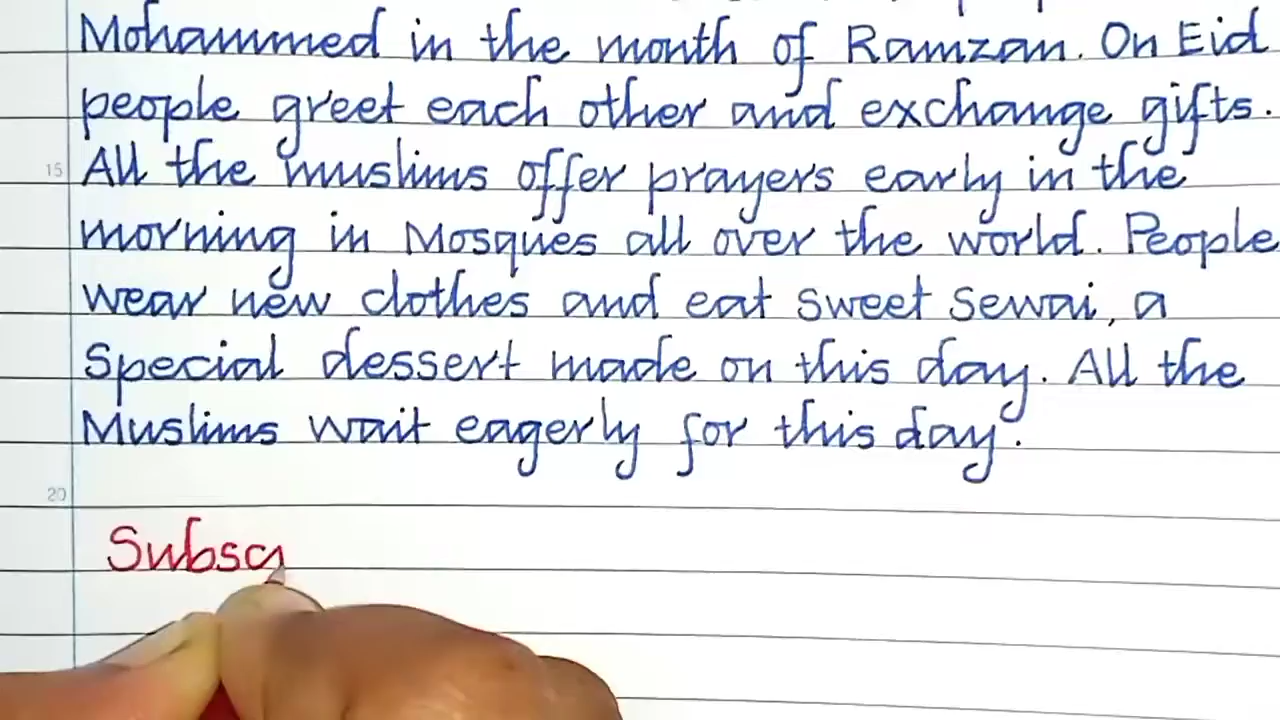 Mohammed in the month of Ramzan. On Eid
people greet each other and exchange gifts.
15
All the muslims offer prayers early in the
morning in Mosques all over the world. People
wear new clothes and eat sweet Sewai, a
Special dessert made on this day. All the
Muslims wait eagerly for this day.
20
Subscr